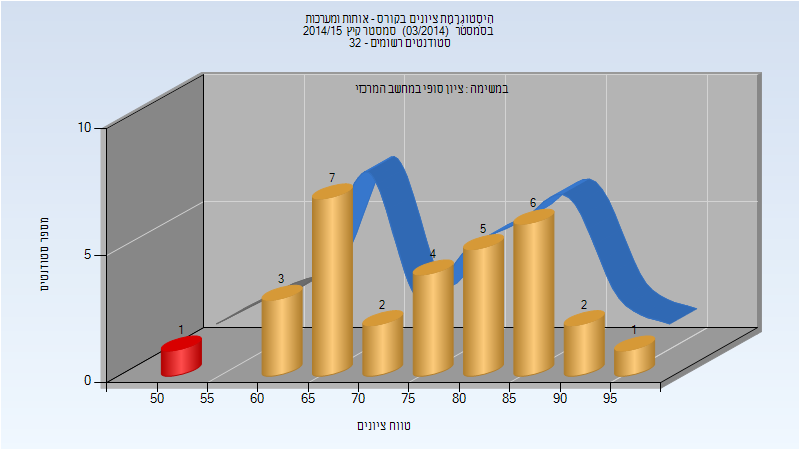 היסטוגרמת ציונים בקורס - אותות ומערכות
בסמסטר (03/2014) סמסטר קיץ 2014/15
סטודנטים רשומים - 32
במשימה : ציון סופי במחשב המרכזי
מספר סטודנטים
10
5
0
1
3
7
2
4
5
6
2
1
50 55 60 65 70 75 80 85 90 95
טווח ציונים